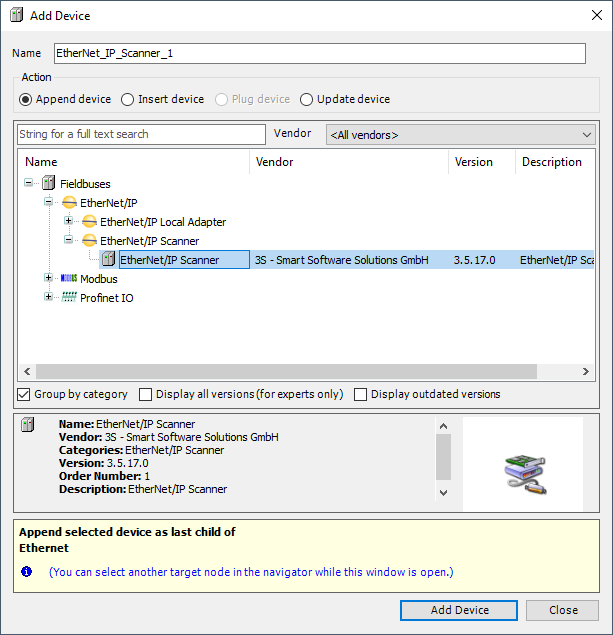 Add Device
Name EtherNet_IP_Scanner_1
Action
Append device Insert device Plug device Update device
String for a full text search Vendor <All vendors>
Name Vendor Version Description
Fieldbuses
EtherNet/IP
EtherNet/IP Local Adapter
EtherNet/IP Scanner
EtherNet/IP Scanner 3S - Smart Software Solutions GmbH 3.5.17.0 EtherNet/IP Sca
Modbus
Profinet IO
Group by category Display all versions (for experts only) Display outdated versions
Name: EtherNet/IP Scanner
Vendor: 3S - Smart Software Solutions GmbH
Categories: EtherNet/IP Scanner
Version: 3.5.17.0
Order Number: 1
Description: EtherNet/IP Scanner
Append selected device as last child of
Ethernet
(You can select another target node in the navigator while this window is open.)
Add Device Close